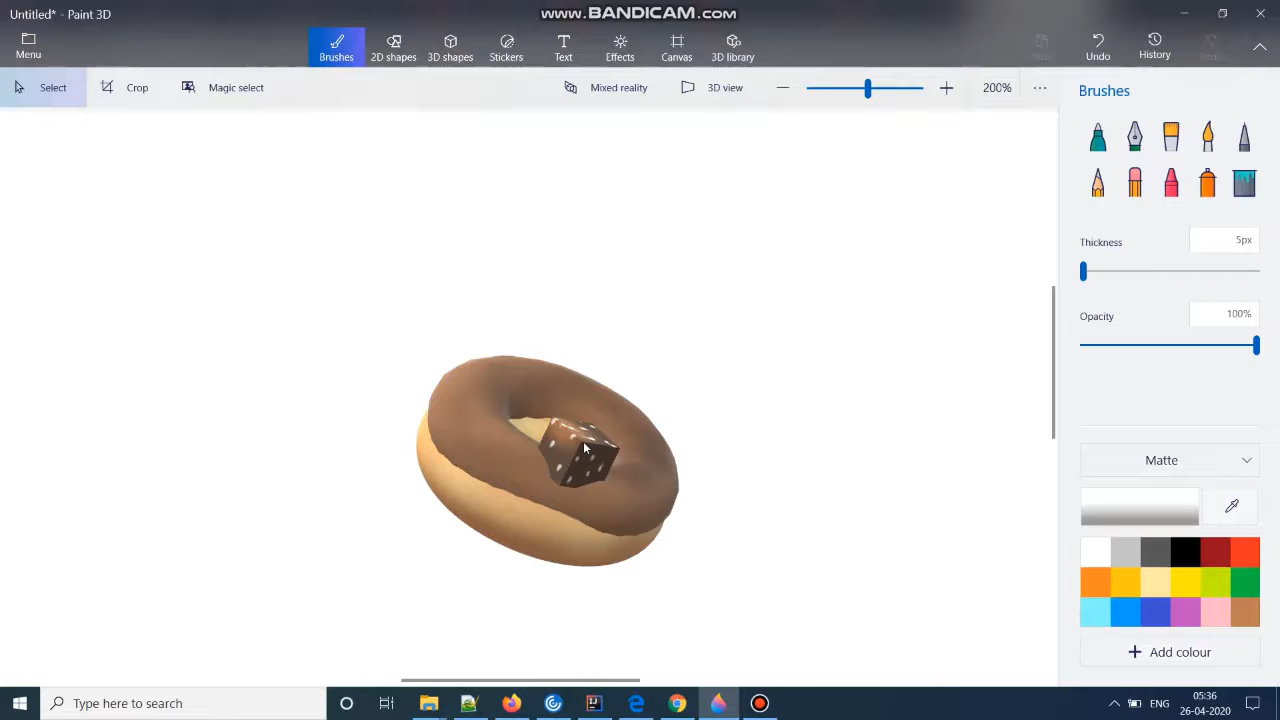 Untitled* - Paint 3D
www.BANDICAM.com
Menu
Brushes
2D shapes
3D shapes
Stickers
Text
Effects
Canvas
3D library
Undo
History
Select
Crop
Magic select
Mixed reality
3D view
200%
Brushes
Thickness
5px
Opacity
100%
Matte
Add colour
Type here to search
ENG
05:36
26-04-2020